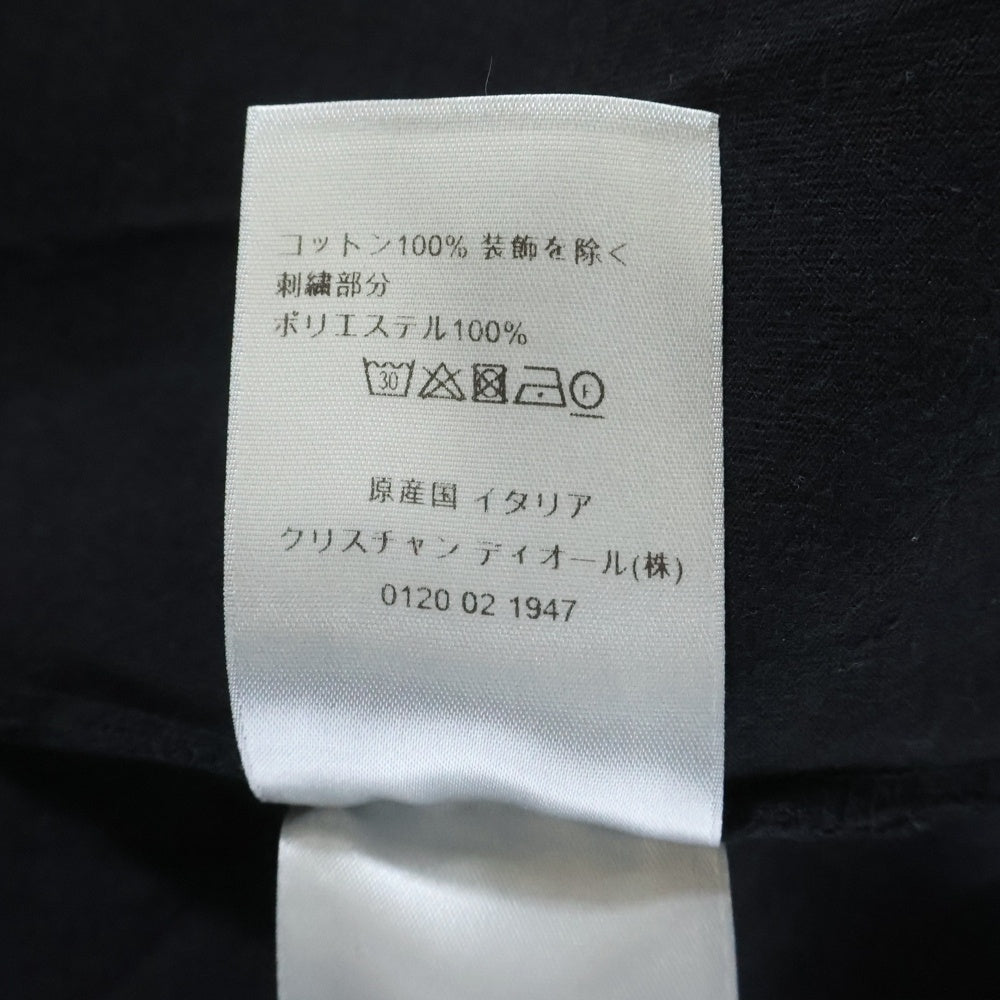 コットン100% 装飾を除く
刺繍部分
ポリエステル100%
30 F
原産国 イタリア
クリスチャン ディオール(株)
0120 02 1947